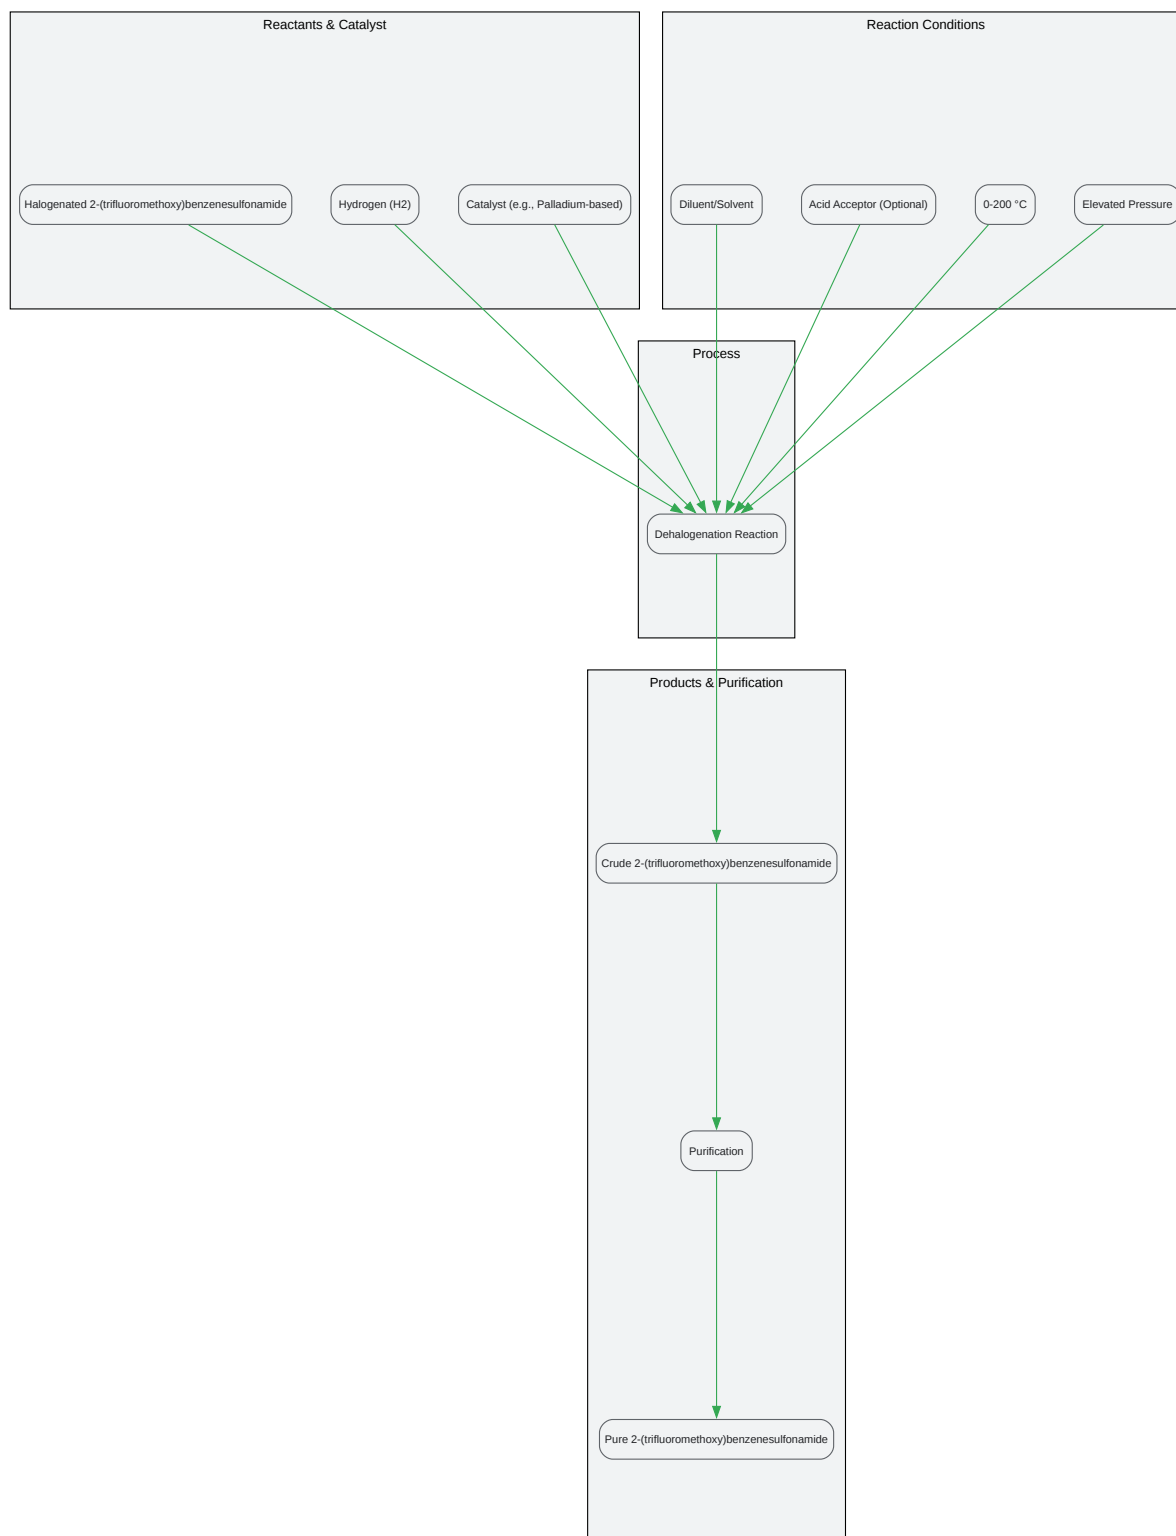 Reactants & Catalyst
Reaction Conditions
Halogenated 2-(trifluoromethoxy)benzenesulfonamide
Hydrogen (H2)
Catalyst (e.g., Palladium-based)
Diluent/Solvent
Acid Acceptor (Optional)
0-200 °C
Elevated Pressure
Process
Dehalogenation Reaction
Products & Purification
Crude 2-(trifluoromethoxy)benzenesulfonamide
Purification
Pure 2-(trifluoromethoxy)benzenesulfonamide